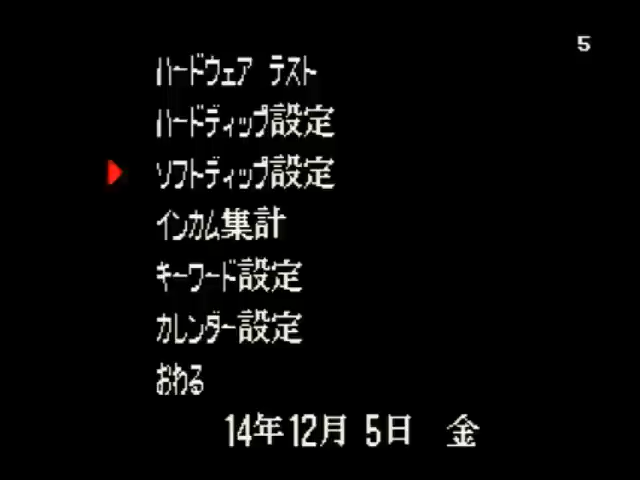 5
ハードウェア テスト
ハードディップ設定
ソフトディップ設定
インカム集計
キーワード設定
カレンダー設定
おわる
14年12月 5日 金